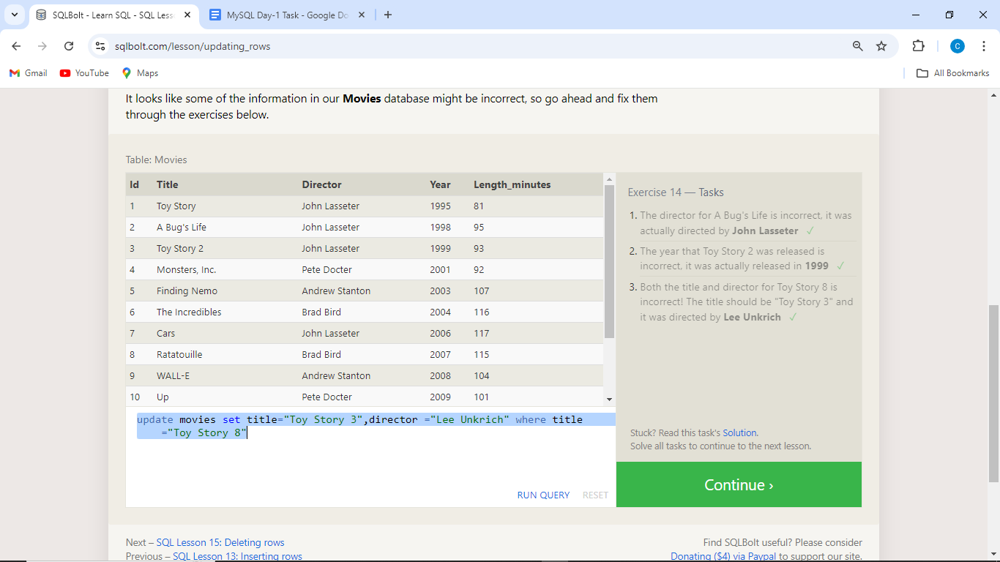 SQLBolt - Learn SQL - SQL Less
MySQL Day-1 Task - Google Do
sqlbolt.com/lesson/updating_rows
C
Gmail
YouTube
Maps
All Bookmarks
It looks like some of the information in our Movies database might be incorrect, so go ahead and fix them
through the exercises below.
Table: Movies
Id Title Director Year Length_minutes
1 Toy Story John Lasseter 1995 81
2 A Bug's Life John Lasseter 1998 95
3 Toy Story 2 John Lasseter 1999 93
4 Monsters, Inc. Pete Docter 2001 92
5 Finding Nemo Andrew Stanton 2003 107
6 The Incredibles Brad Bird 2004 116
7 Cars John Lasseter 2006 117
8 Ratatouille Brad Bird 2007 115
9 WALL-E Andrew Stanton 2008 104
10 Up Pete Docter 2009 101
update movies set title="Toy Story 3",director ="Lee Unkrich" where title
="Toy Story 8"
RUN QUERY RESET
Exercise 14 — Tasks
1. The director for A Bug's Life is incorrect, it was
actually directed by John Lasseter ✓
2. The year that Toy Story 2 was released is
incorrect, it was actually released in 1999 ✓
3. Both the title and director for Toy Story 8 is
incorrect! The title should be "Toy Story 3" and
it was directed by Lee Unkrich ✓
Stuck? Read this task's Solution.
Solve all tasks to continue to the next lesson.
Continue ›
Next – SQL Lesson 15: Deleting rows
Previous – SQL Lesson 13: Inserting rows
Find SQLBolt useful? Please consider
Donating ($4) via Paypal to support our site.